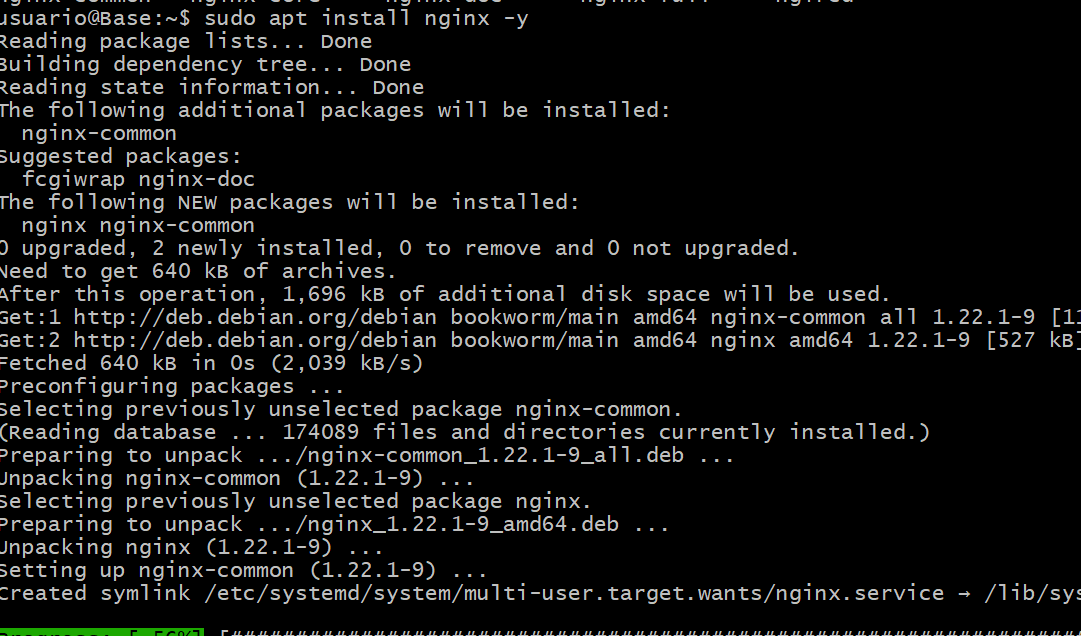 usuario@Base:~$ sudo apt install nginx -y
Reading package lists... Done
Building dependency tree... Done
Reading state information... Done
The following additional packages will be installed:
nginx-common
Suggested packages:
fcgiwrap nginx-doc
The following NEW packages will be installed:
nginx nginx-common
0 upgraded, 2 newly installed, 0 to remove and 0 not upgraded.
Need to get 640 kB of archives.
After this operation, 1,696 kB of additional disk space will be used.
Get:1 http://deb.debian.org/debian bookworm/main amd64 nginx-common all 1.22.1-9 [11
Get:2 http://deb.debian.org/debian bookworm/main amd64 nginx amd64 1.22.1-9 [527 kB]
Fetched 640 kB in 0s (2,039 kB/s)
Preconfiguring packages ...
Selecting previously unselected package nginx-common.
(Reading database ... 174089 files and directories currently installed.)
Preparing to unpack .../nginx-common_1.22.1-9_all.deb ...
Unpacking nginx-common (1.22.1-9) ...
Selecting previously unselected package nginx.
Preparing to unpack .../nginx_1.22.1-9_amd64.deb ...
Unpacking nginx (1.22.1-9) ...
Setting up nginx-common (1.22.1-9) ...
Created symlink /etc/systemd/system/multi-user.target.wants/nginx.service → /lib/sys
Progress: [ 56%]